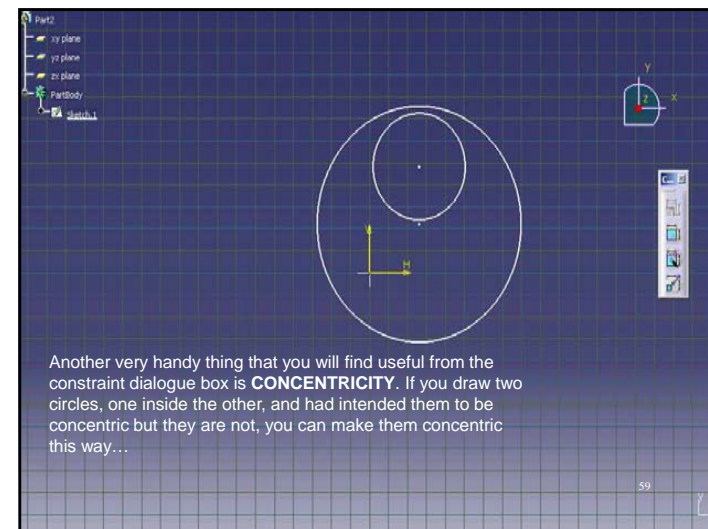 Part2
xy plane
yz plane
zx plane
PartBody
Sketch.1
y
z
x
C...
V
H
Another very handy thing that you will find useful from the
constraint dialogue box is CONCENTRICITY. If you draw two
circles, one inside the other, and had intended them to be
concentric but they are not, you can make them concentric
this way…
59
y